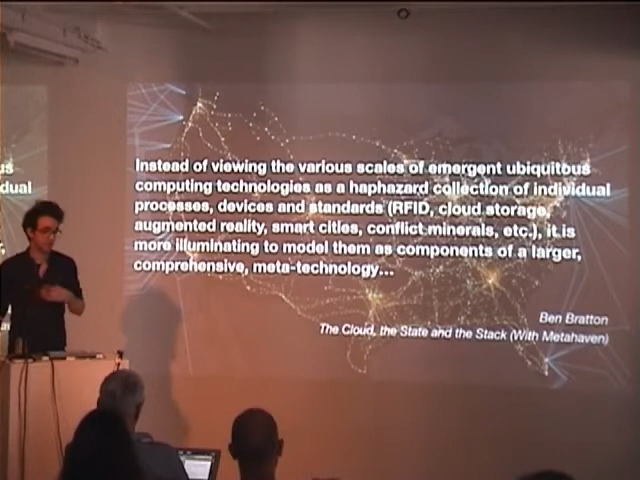 Instead of viewing the various scales of emergent ubiquitous
computing technologies as a haphazard collection of individual
processes, devices and standards (RFID, cloud storage,
augmented reality, smart cities, conflict minerals, etc.), it is
more illuminating to model them as components of a larger,
comprehensive, meta-technology...
Ben Bratton
The Cloud, the State and the Stack (With Metahaven)
dual